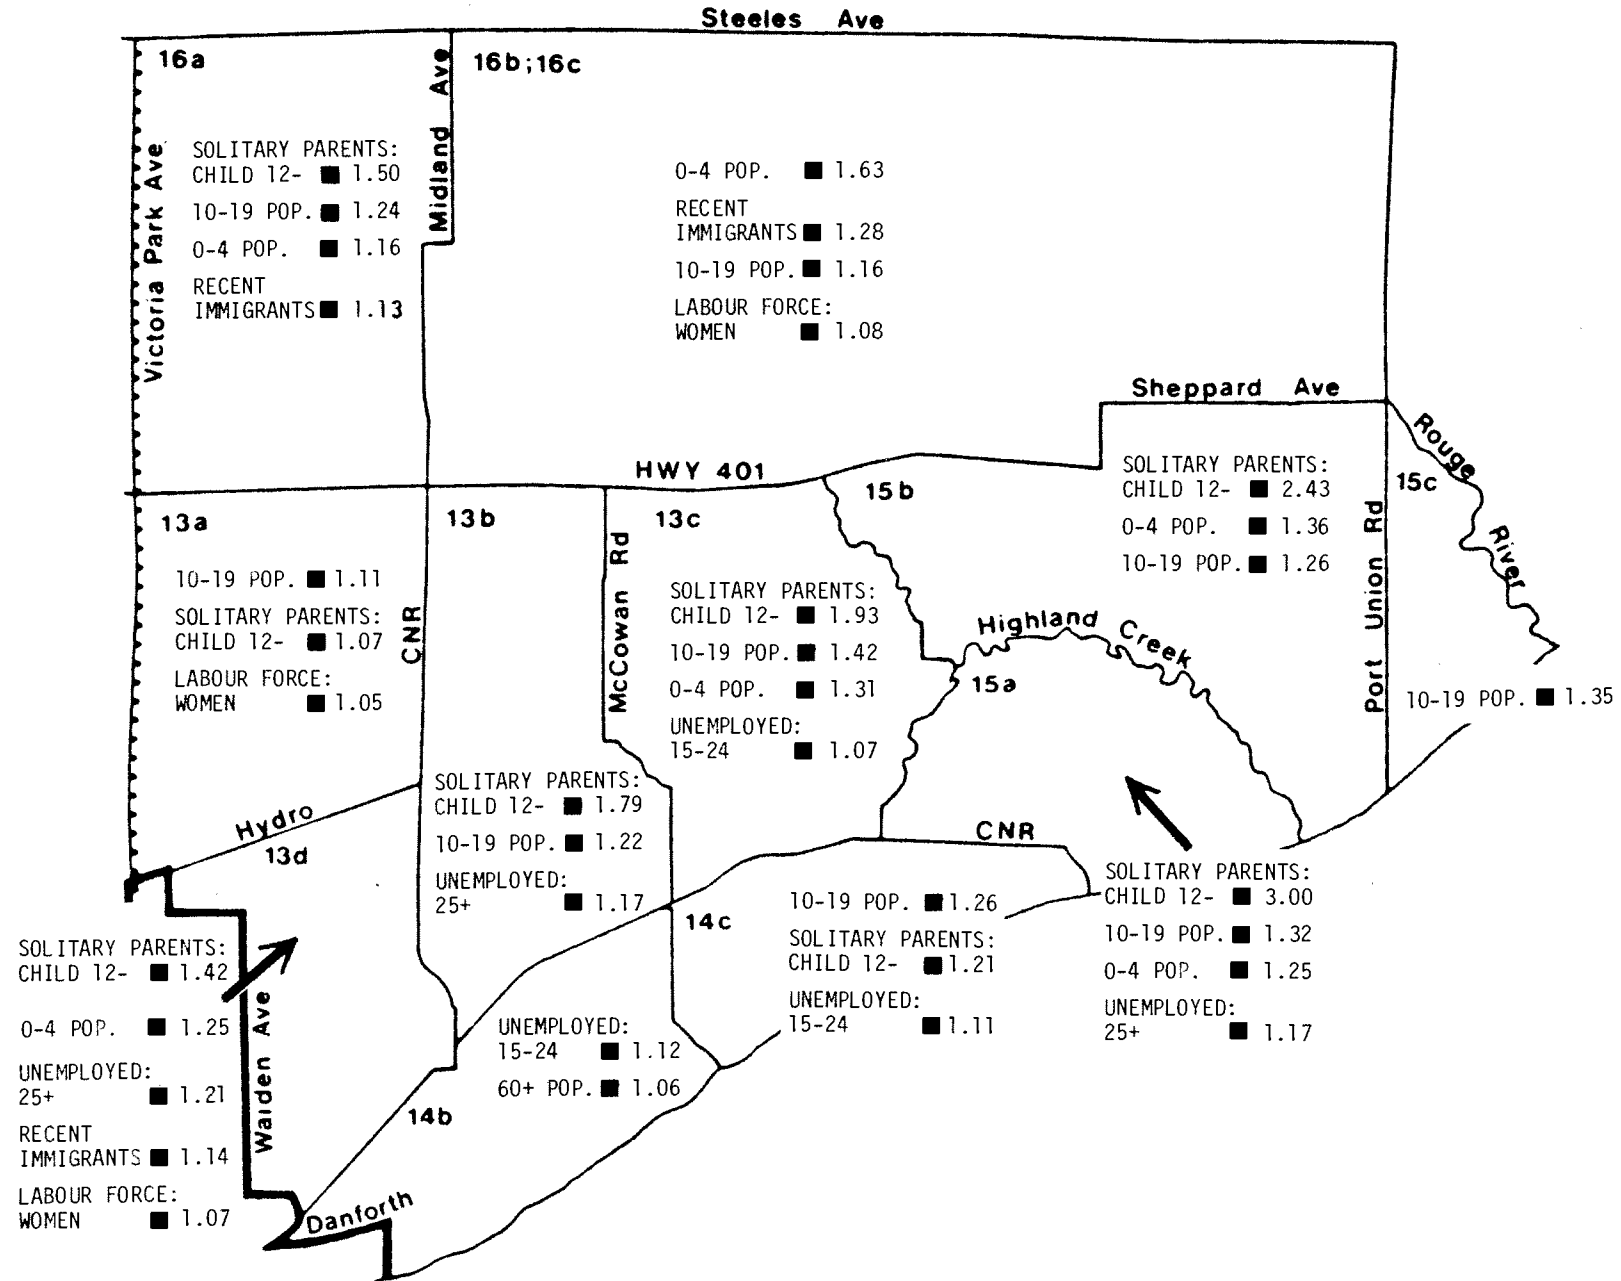 Steeles Ave
16a
Midland Ave
16b;16c
Victoria Park Ave
SOLITARY PARENTS:
CHILD 12- ■ 1.50
10-19 POP. ■ 1.24
0-4 POP. ■ 1.16
RECENT
IMMIGRANTS ■ 1.13
0-4 POP. ■ 1.63
RECENT
IMMIGRANTS ■ 1.28
10-19 POP. ■ 1.16
LABOUR FORCE:
WOMEN ■ 1.08
Sheppard Ave
Rouge River
HWY 401
15b
SOLITARY PARENTS:
CHILD 12- ■ 2.43
0-4 POP. ■ 1.36
10-19 POP. ■ 1.26
Port Union Rd
15c
10-19 POP. ■ 1.35
13a
10-19 POP. ■ 1.11
SOLITARY PARENTS:
CHILD 12- ■ 1.07
LABOUR FORCE:
WOMEN ■ 1.05
CNR
13b
McCowan Rd
13c
SOLITARY PARENTS:
CHILD 12- ■ 1.93
10-19 POP. ■ 1.42
0-4 POP. ■ 1.31
UNEMPLOYED:
15-24 ■ 1.07
Highland Creek
15a
SOLITARY PARENTS:
CHILD 12- ■ 1.79
10-19 POP. ■ 1.22
UNEMPLOYED:
25+ ■ 1.17
Hydro
13d
CNR
SOLITARY PARENTS:
CHILD 12- ■ 3.00
10-19 POP. ■ 1.32
0-4 POP. ■ 1.25
UNEMPLOYED:
25+ ■ 1.17
14c
10-19 POP. ■ 1.26
SOLITARY PARENTS:
CHILD 12- ■ 1.21
UNEMPLOYED:
15-24 ■ 1.11
SOLITARY PARENTS:
CHILD 12- ■ 1.42
0-4 POP. ■ 1.25
UNEMPLOYED:
25+ ■ 1.21
RECENT
IMMIGRANTS ■ 1.14
LABOUR FORCE:
WOMEN ■ 1.07
Warden Ave
UNEMPLOYED:
15-24 ■ 1.12
60+ POP. ■ 1.06
14b
Danforth